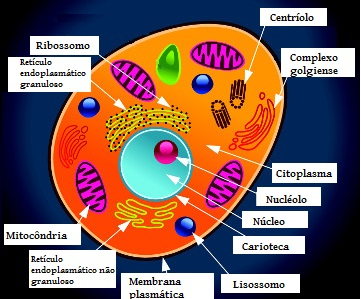 Centríolo
Ribossomo
Complexo
golgiense
Retículo
endoplasmático
granuloso
Citoplasma
Nucléolo
Núcleo
Carioteca
Mitocôndria
Retículo
endoplasmático não
granuloso
Membrana
plasmática
Lisossomo